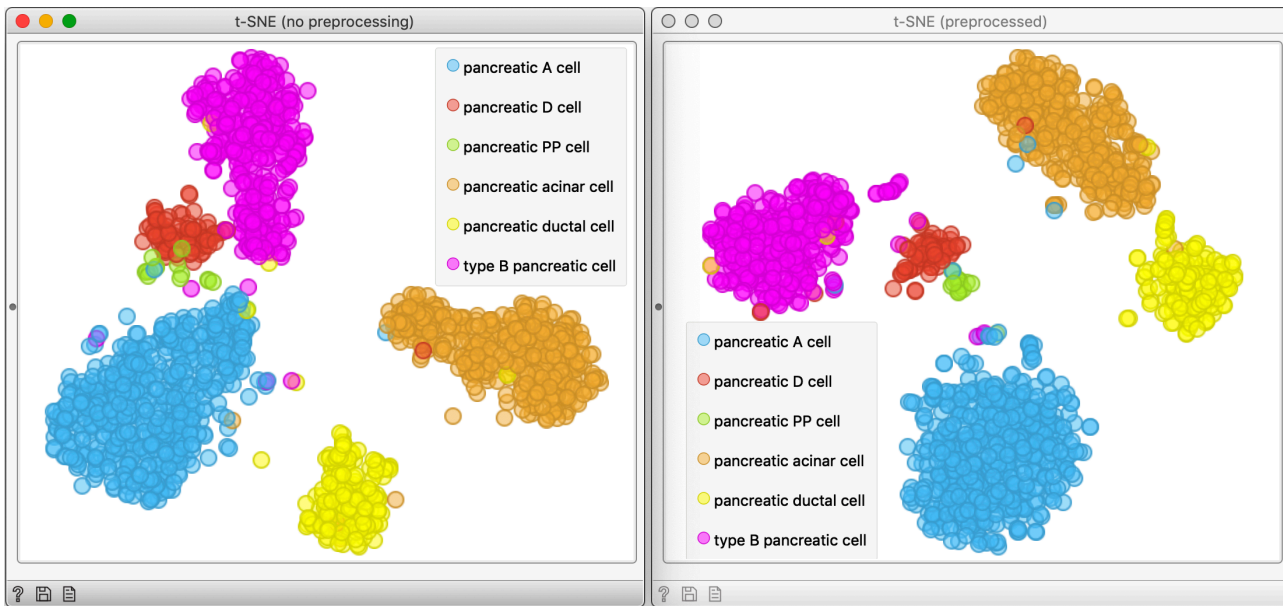 t-SNE (no preprocessing)
pancreatic A cell
pancreatic D cell
pancreatic PP cell
pancreatic acinar cell
pancreatic ductal cell
type B pancreatic cell
?
t-SNE (preprocessed)
pancreatic A cell
pancreatic D cell
pancreatic PP cell
pancreatic acinar cell
pancreatic ductal cell
type B pancreatic cell
?